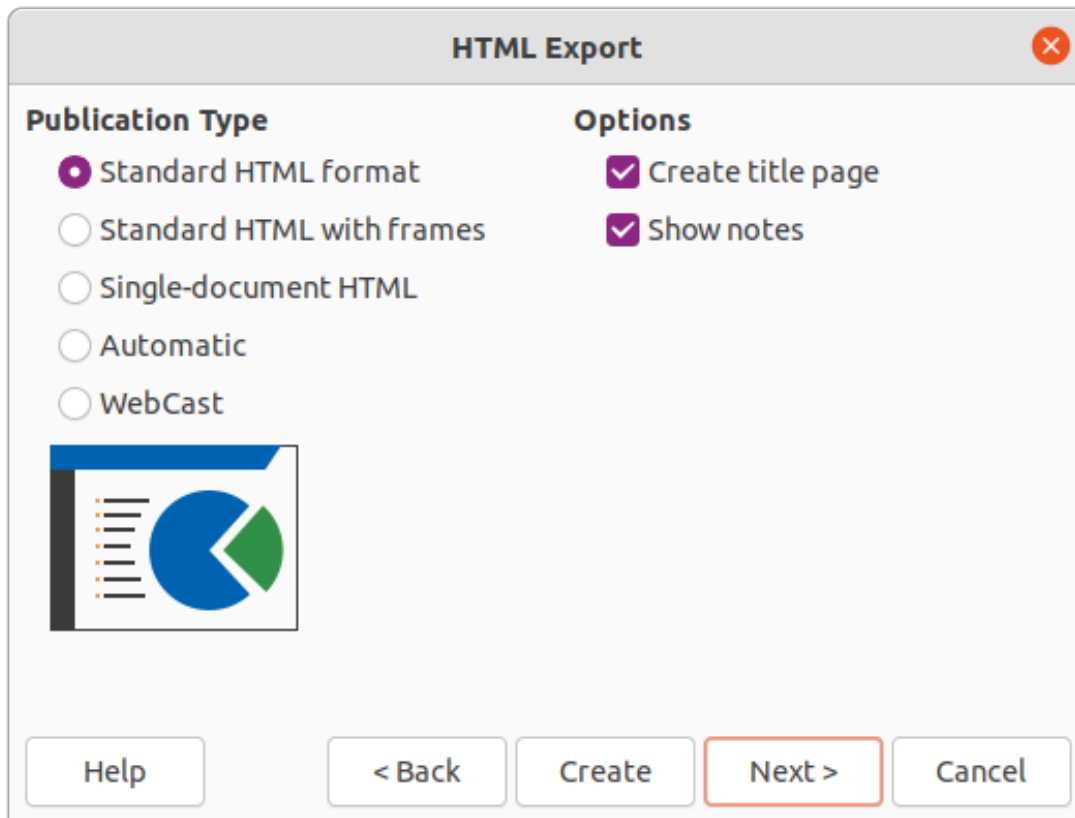 HTML Export
Publication Type
Standard HTML format
Standard HTML with frames
Single-document HTML
Automatic
WebCast
Options
Create title page
Show notes
Help
< Back
Create
Next >
Cancel